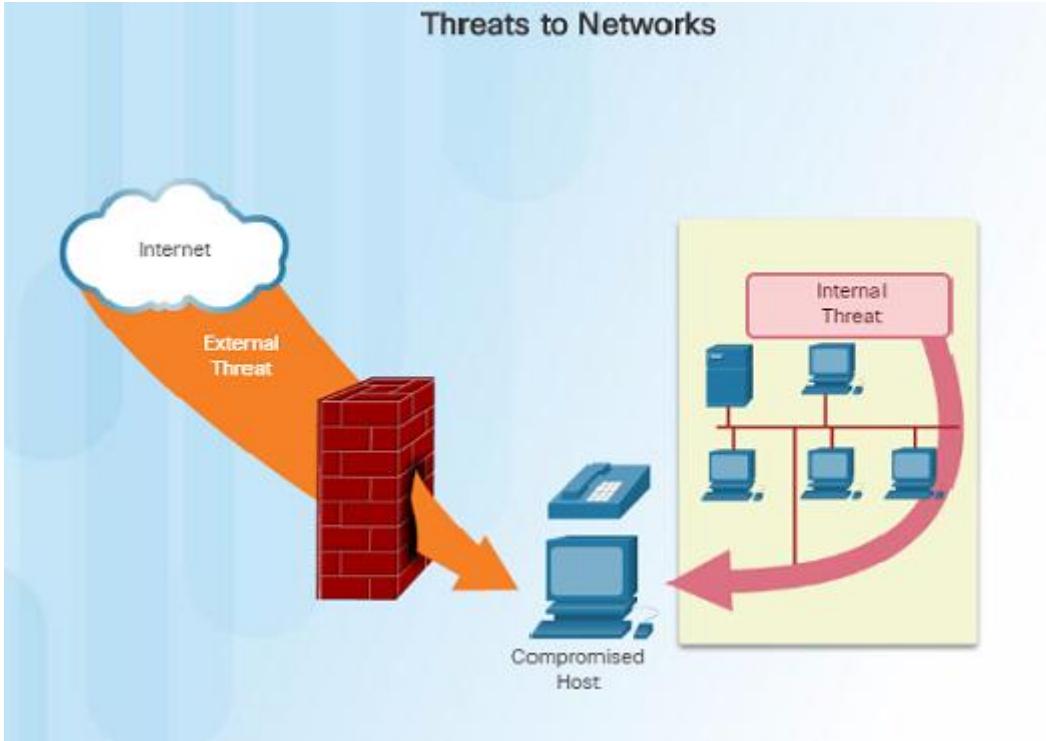 Threats to Networks
Internet
External
Threat
Internal
Threat
Compromised
Host